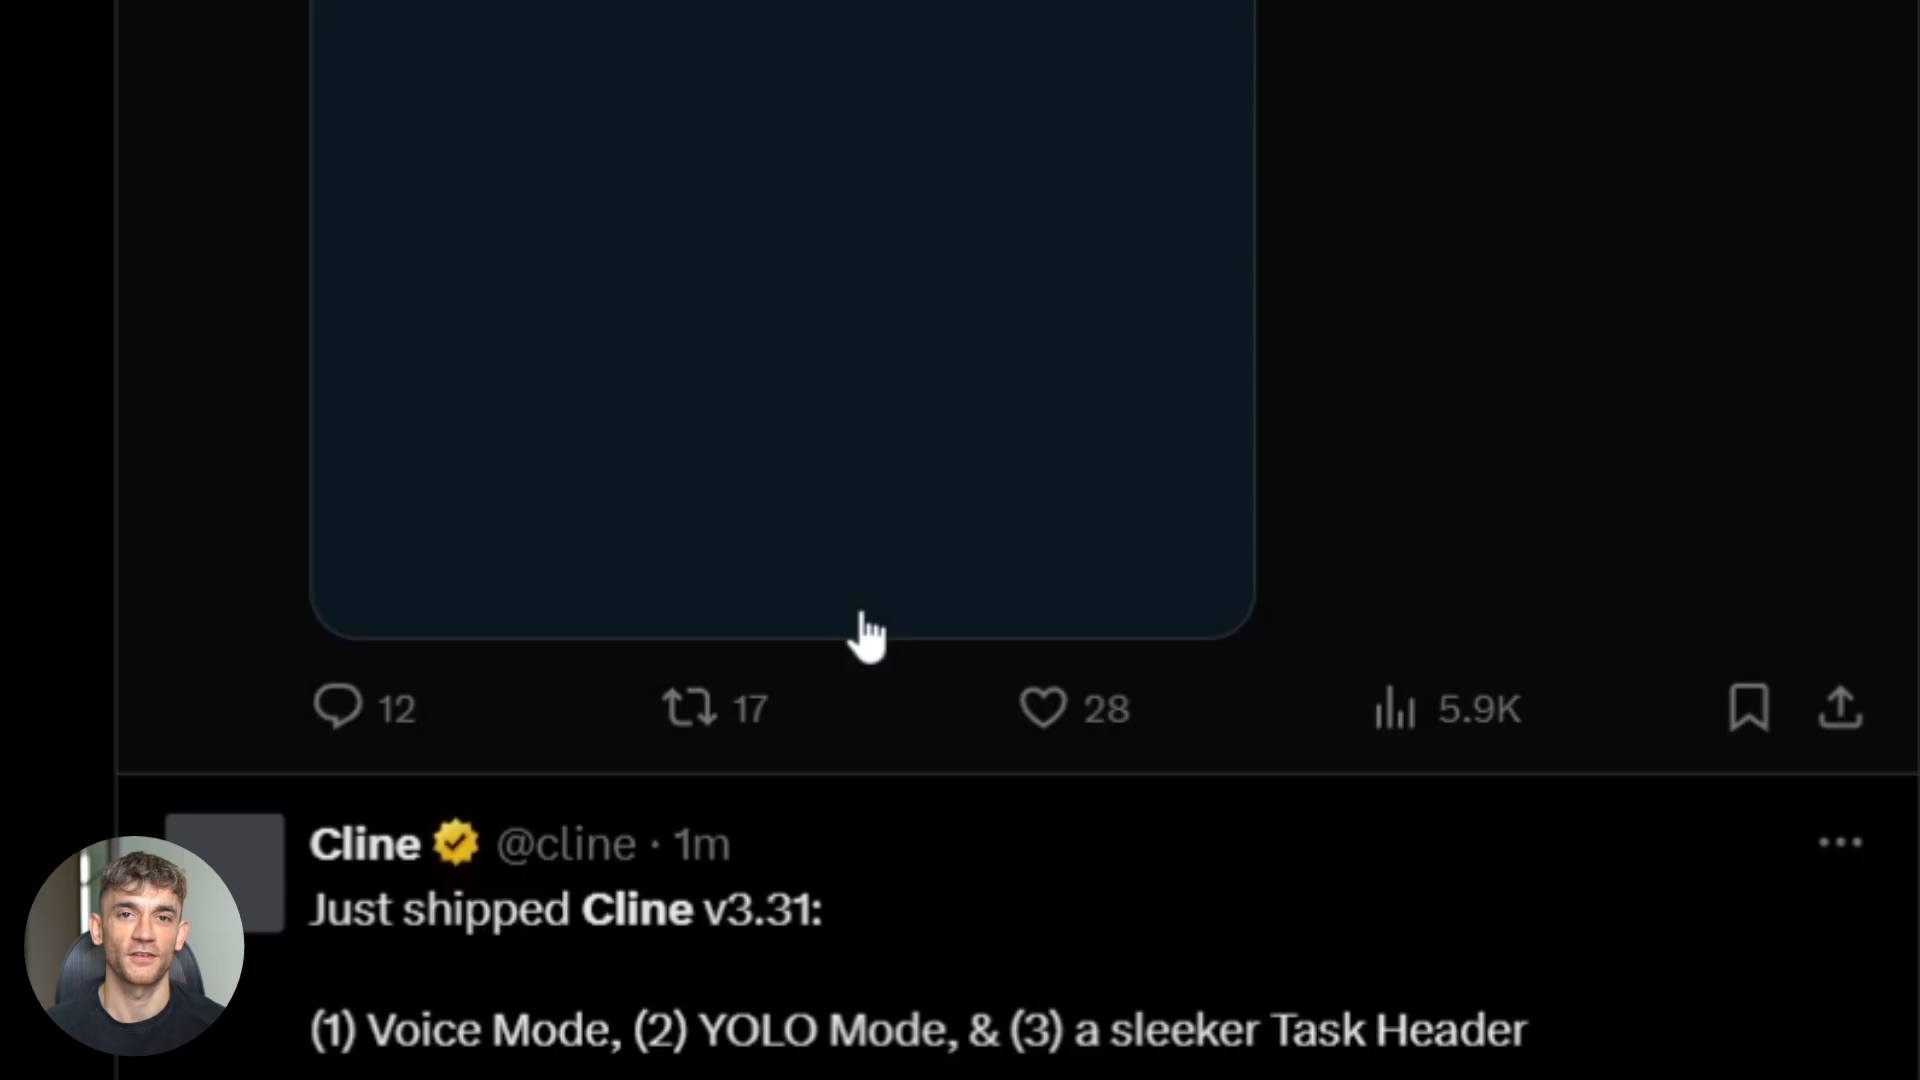 12 17 28 5.9K
Cline @cline · 1m
Just shipped Cline v3.31:
(1) Voice Mode, (2) YOLO Mode, & (3) a sleeker Task Header